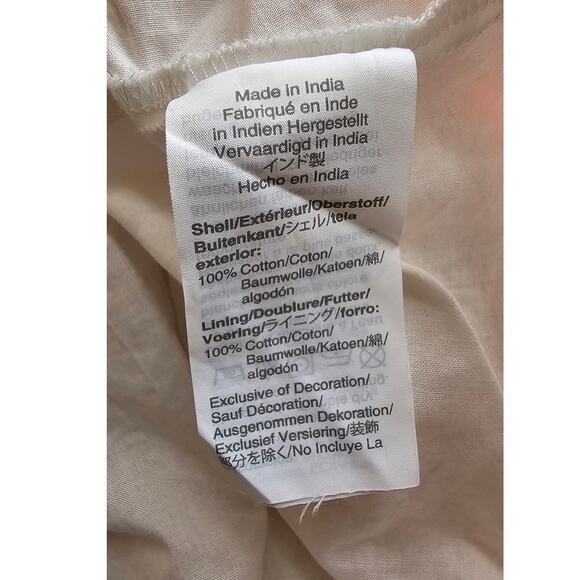 Made in India
Fabriqué en Inde
in Indien Hergestellt
Vervaardigd in India
インド製
Hecho en India
Shell/Extérieur/Oberstoff/
Buitenkant/シェル/tela
exterior:
100% Cotton/Coton/
Baumwolle/Katoen/綿/
algodón
Lining/Doublure/Futter/
Voering/ライニング/forro:
100% Cotton/Coton/
Baumwolle/Katoen/綿/
algodón
Exclusive of Decoration/
Sauf Décoration/
Ausgenommen Dekoration/
Exclusief Versiering/装飾
部分を除く/No Incluye La